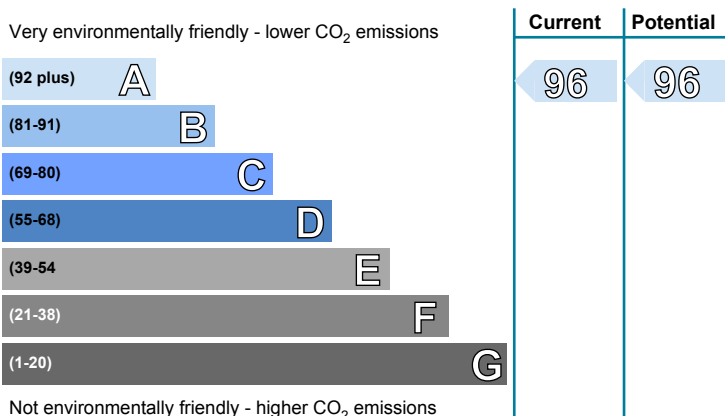 Very environmentally friendly - lower CO2 emissions
Current Potential
(92 plus) A 96 96
(81-91) B
(69-80) C
(55-68) D
(39-54 E
(21-38) F
(1-20) G
Not environmentally friendly - higher CO2 emissions